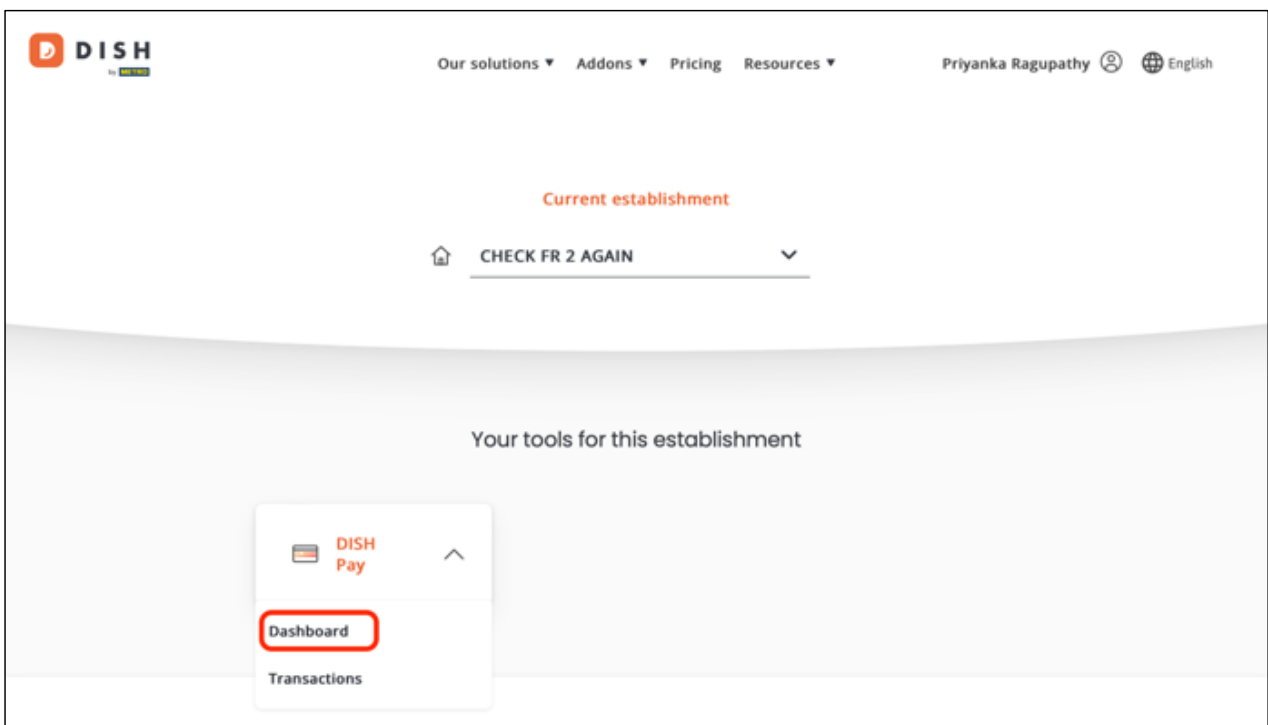 DISH
by METRO
Our solutions ▼ Addons ▼ Pricing Resources ▼ Priyanka Ragupathy English
Current establishment
CHECK FR 2 AGAIN
Your tools for this establishment
DISH
Pay
Dashboard
Transactions